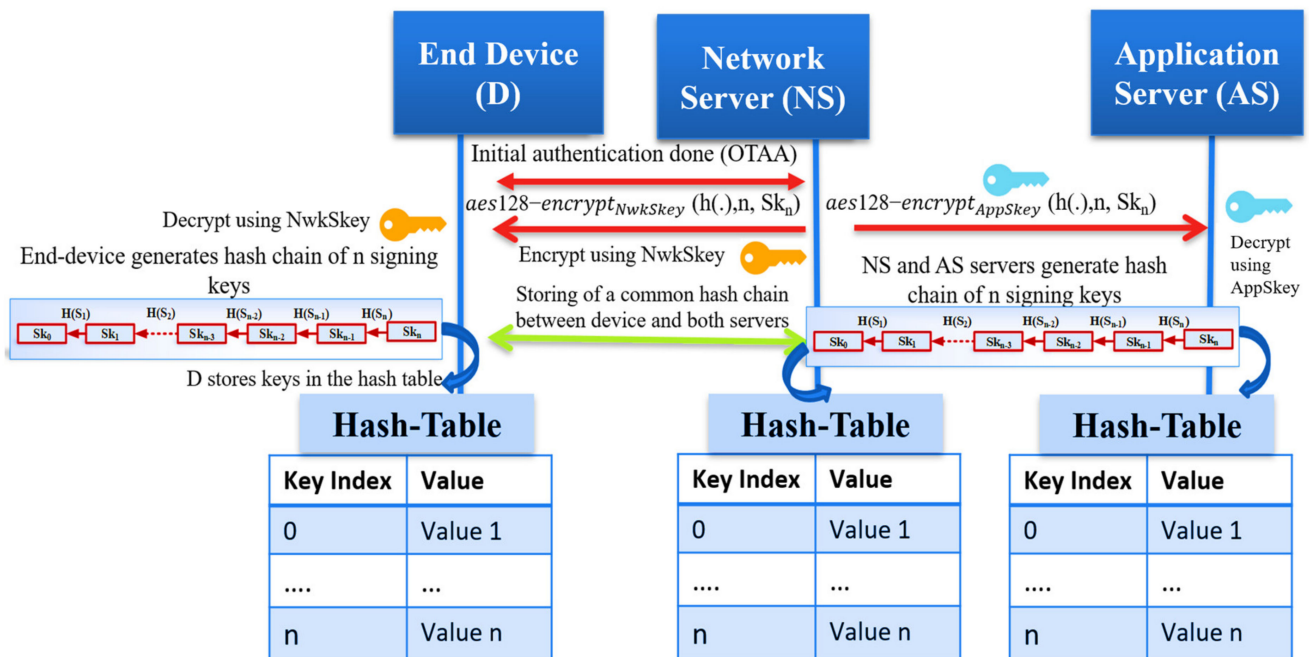 End Device
(D)
Network
Server (NS)
Application
Server (AS)
Initial authentication done (OTAA)
aes128−encrypt_NwkSkey (h(.),n, Sk_n)
aes128−encrypt_AppSkey (h(.),n, Sk_n)
Decrypt using NwkSkey
Encrypt using NwkSkey
Decrypt
using
AppSkey
End-device generates hash chain of n signing
keys
NS and AS servers generate hash
chain of n signing keys
Storing of a common hash chain
between device and both servers
H(S₁) H(S₂) H(Sₙ₋₂) H(Sₙ₋₁) H(Sₙ)
Sk₀ Sk₁ Skₙ₋₃ Skₙ₋₂ Skₙ₋₁ Skₙ
H(S₁) H(S₂) H(Sₙ₋₂) H(Sₙ₋₁) H(Sₙ)
Sk₀ Sk₁ Skₙ₋₃ Skₙ₋₂ Skₙ₋₁ Skₙ
D stores keys in the hash table
Hash-Table
Key Index Value
0 Value 1
.... ...
n Value n
Hash-Table
Key Index Value
0 Value 1
.... ...
n Value n
Hash-Table
Key Index Value
0 Value 1
.... ...
n Value n